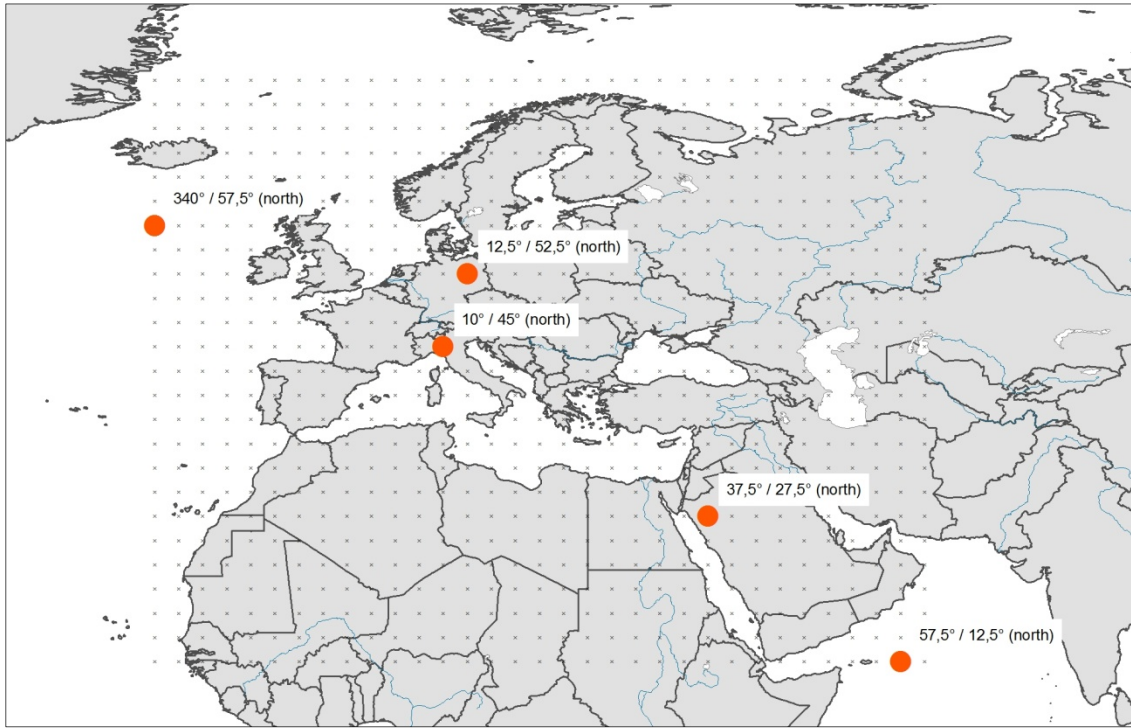 340° / 57,5° (north)
12,5° / 52,5° (north)
10° / 45° (north)
37,5° / 27,5° (north)
57,5° / 12,5° (north)